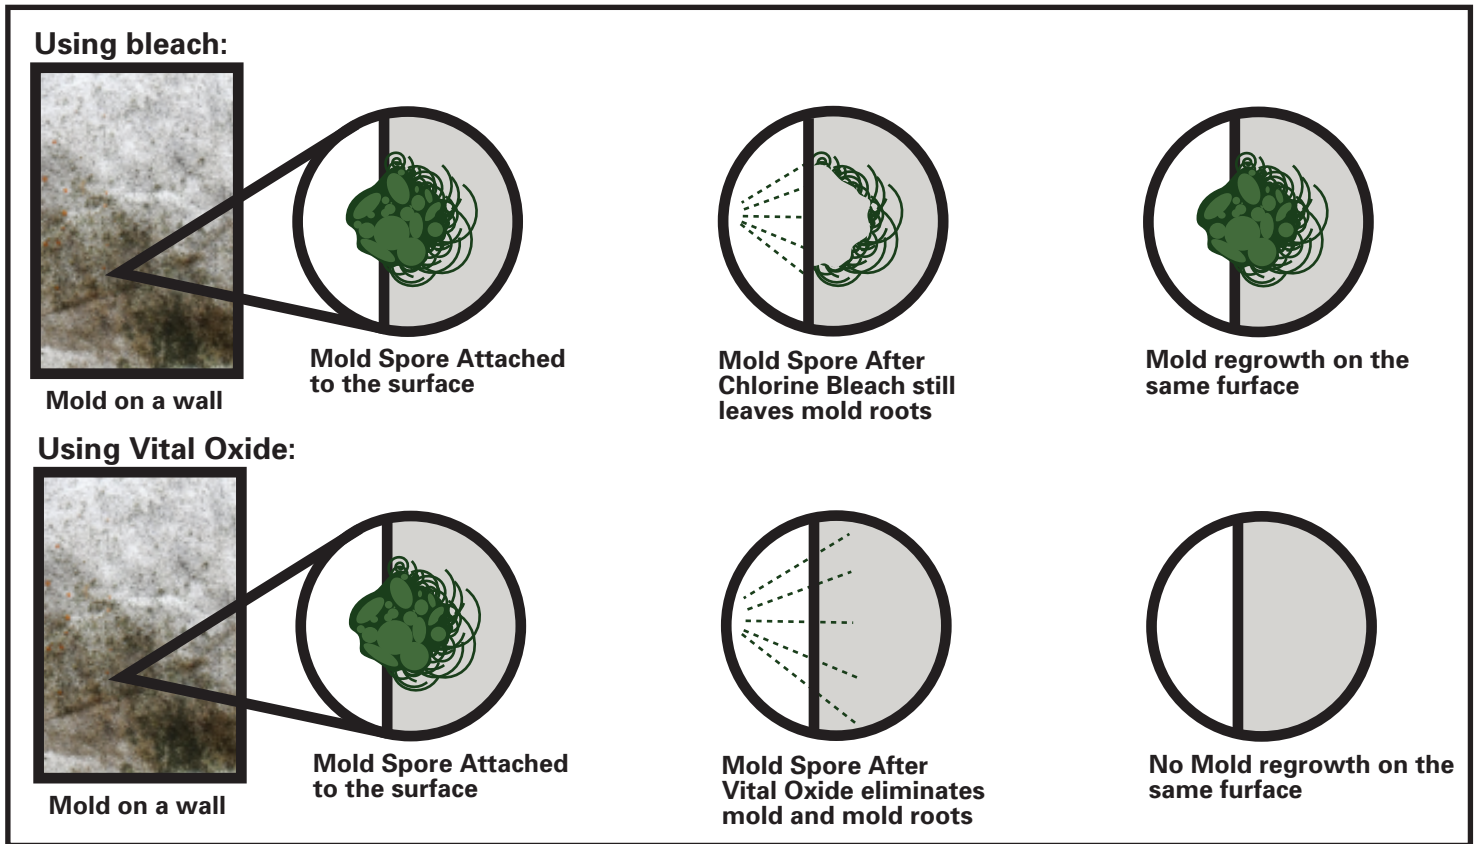 Using bleach:
Mold on a wall
Mold Spore Attached
to the surface
Mold Spore After
Chlorine Bleach still
leaves mold roots
Mold regrowth on the
same furface
Using Vital Oxide:
Mold on a wall
Mold Spore Attached
to the surface
Mold Spore After
Vital Oxide eliminates
mold and mold roots
No Mold regrowth on the
same furface